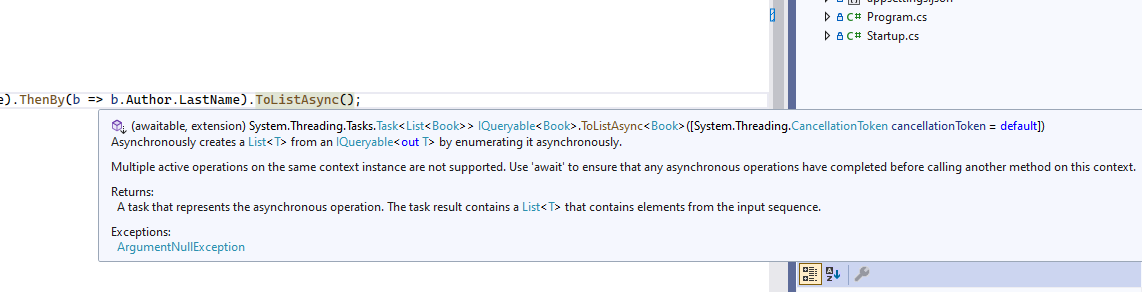 appsettings.json
Program.cs
C# Startup.cs
e).ThenBy(b => b.Author.LastName).ToListAsync();
(awaitable, extension) System.Threading.Tasks.Task<List<Book>> IQueryable<Book>.ToListAsync<Book>([System.Threading.CancellationToken cancellationToken = default])
Asynchronously creates a List<T> from an IQueryable<out T> by enumerating it asynchronously.
Multiple active operations on the same context instance are not supported. Use 'await' to ensure that any asynchronous operations have completed before calling another method on this context.
Returns:
A task that represents the asynchronous operation. The task result contains a List<T> that contains elements from the input sequence.
Exceptions:
ArgumentNullException